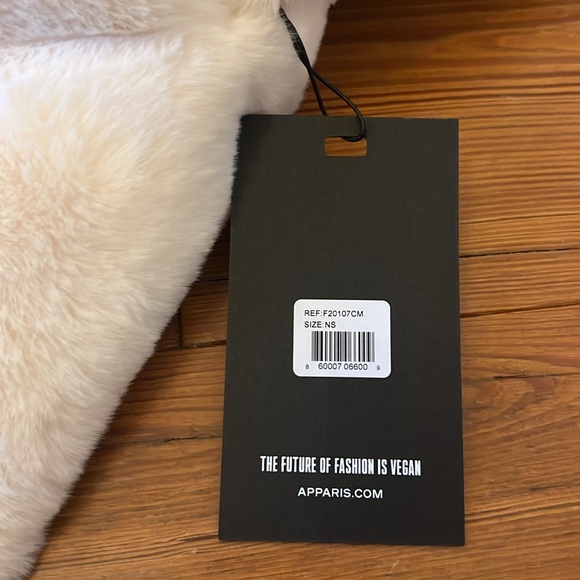 REF:F20107CM
SIZE:NS
8 60007 06600 9
THE FUTURE OF FASHION IS VEGAN
APPARIS.COM